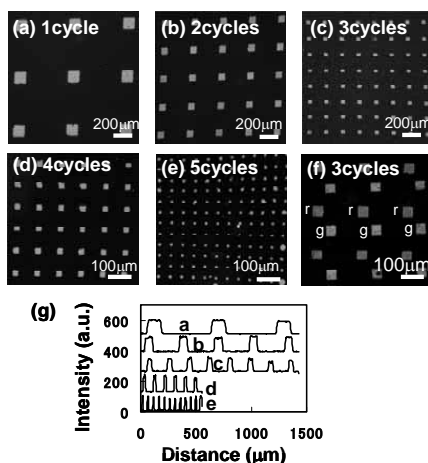 (a) 1cycle
200μm
(b) 2cycles
200μm
(c) 3cycles
200μm
(d) 4cycles
100μm
(e) 5cycles
100μm
(f) 3cycles
r r r
g g g
100μm
(g)
Intensity (a.u.)
600
400
200
0
a
b
c
d
e
0 500 1000 1500
Distance (μm)